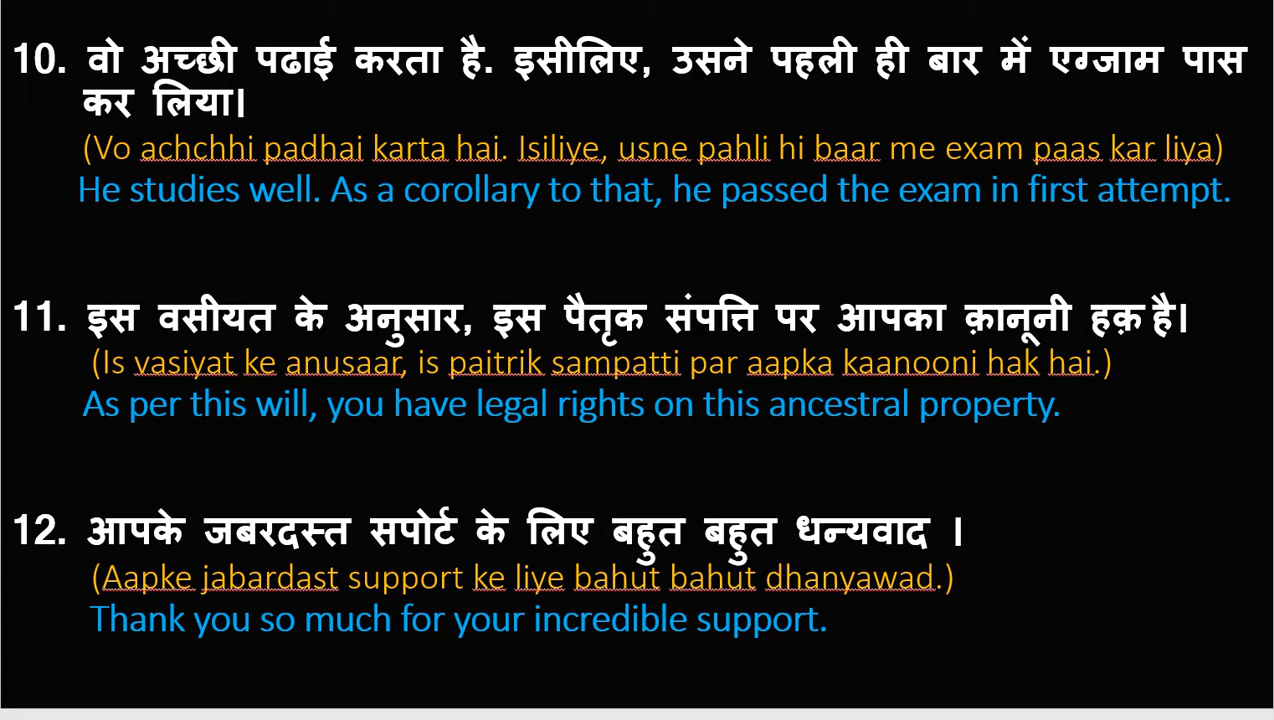 10. वो अच्छी पढाई करता है. इसीलिए, उसने पहली ही बार में एग्जाम पास
कर लिया।
(Vo achchhi padhai karta hai. Isiliye, usne pahli hi baar me exam paas kar liya)
He studies well. As a corollary to that, he passed the exam in first attempt.
11. इस वसीयत के अनुसार, इस पैतृक संपत्ति पर आपका क़ानूनी हक़ है।
(Is vasiyat ke anusaar, is paitrik sampatti par aapka kaanooni hak hai.)
As per this will, you have legal rights on this ancestral property.
12. आपके जबरदस्त सपोर्ट के लिए बहुत बहुत धन्यवाद ।
(Aapke jabardast support ke liye bahut bahut dhanyawad.)
Thank you so much for your incredible support.